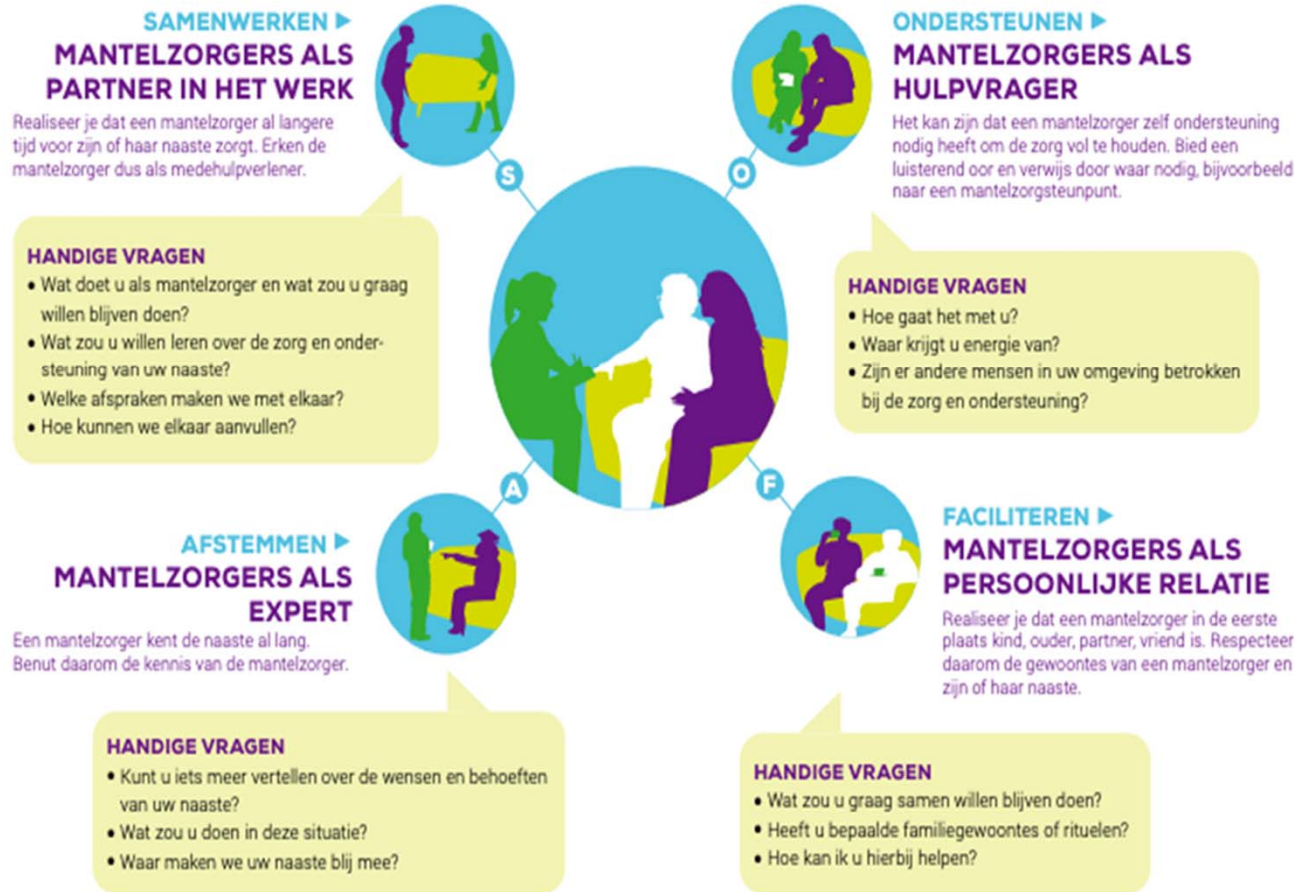 SAMENWERKEN ▶
MANTELZORGERS ALS
PARTNER IN HET WERK
Realiseer je dat een mantelzorger al langere
tijd voor zijn of haar naaste zorgt. Erken de
mantelzorger dus als medehulpverlener.
HANDIGE VRAGEN
• Wat doet u als mantelzorger en wat zou u graag
willen blijven doen?
• Wat zou u willen leren over de zorg en onder-
steuning van uw naaste?
• Welke afspraken maken we met elkaar?
• Hoe kunnen we elkaar aanvullen?
S
ONDERSTEUNEN ▶
MANTELZORGERS ALS
HULPVRAGER
Het kan zijn dat een mantelzorger zelf ondersteuning
nodig heeft om de zorg vol te houden. Bied een
luisterend oor en verwijs door waar nodig, bijvoorbeeld
naar een mantelzorgsteunpunt.
O
HANDIGE VRAGEN
• Hoe gaat het met u?
• Waar krijgt u energie van?
• Zijn er andere mensen in uw omgeving betrokken
bij de zorg en ondersteuning?
A
AFSTEMMEN ▶
MANTELZORGERS ALS
EXPERT
Een mantelzorger kent de naaste al lang.
Benut daarom de kennis van de mantelzorger.
HANDIGE VRAGEN
• Kunt u iets meer vertellen over de wensen en behoeften
van uw naaste?
• Wat zou u doen in deze situatie?
• Waar maken we uw naaste blij mee?
F
FACILITEREN ▶
MANTELZORGERS ALS
PERSOONLIJKE RELATIE
Realiseer je dat een mantelzorger in de eerste
plaats kind, ouder, partner, vriend is. Respecteer
daarom de gewoontes van een mantelzorger en
zijn of haar naaste.
HANDIGE VRAGEN
• Wat zou u graag samen willen blijven doen?
• Heeft u bepaalde familiegewoontes of rituelen?
• Hoe kan ik u hierbij helpen?